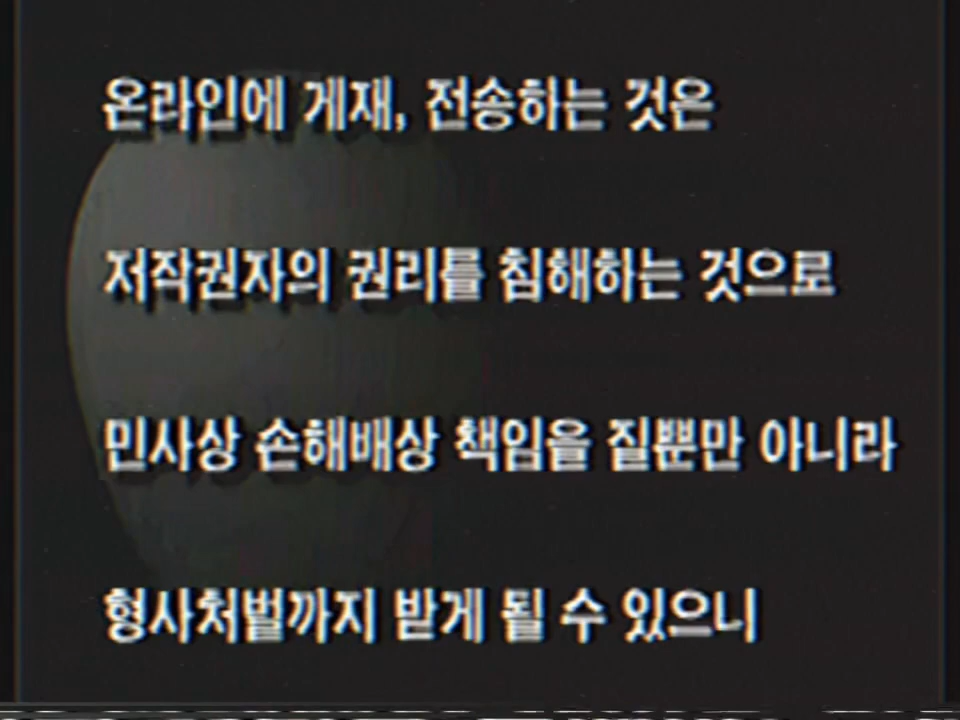 온라인에 게재, 전송하는 것은
저작권자의 권리를 침해하는 것으로
민사상 손해배상 책임을 질뿐만 아니라
형사처벌까지 받게 될 수 있으니